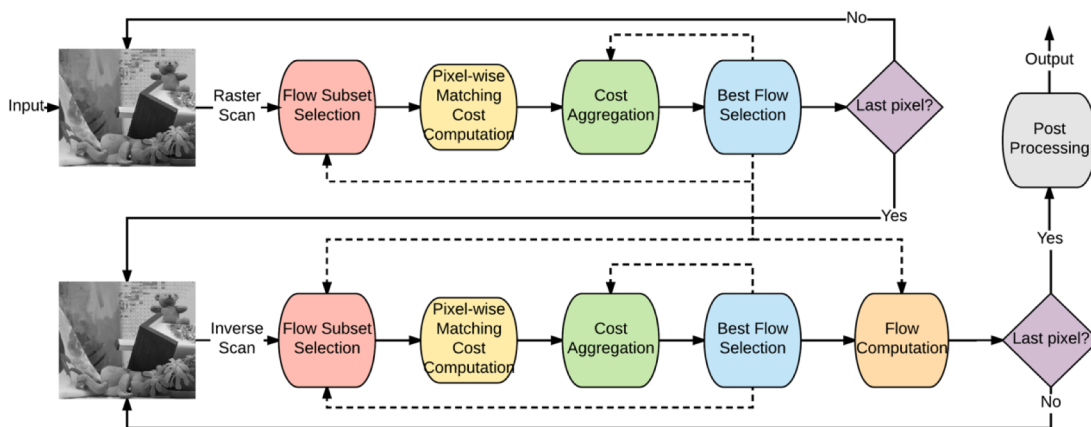 No
Input
Raster
Scan
Flow Subset
Selection
Pixel-wise
Matching
Cost
Computation
Cost
Aggregation
Best Flow
Selection
Last pixel?
Output
Post
Processing
Yes
Yes
Inverse
Scan
Flow Subset
Selection
Pixel-wise
Matching
Cost
Computation
Cost
Aggregation
Best Flow
Selection
Flow
Computation
Last pixel?
No